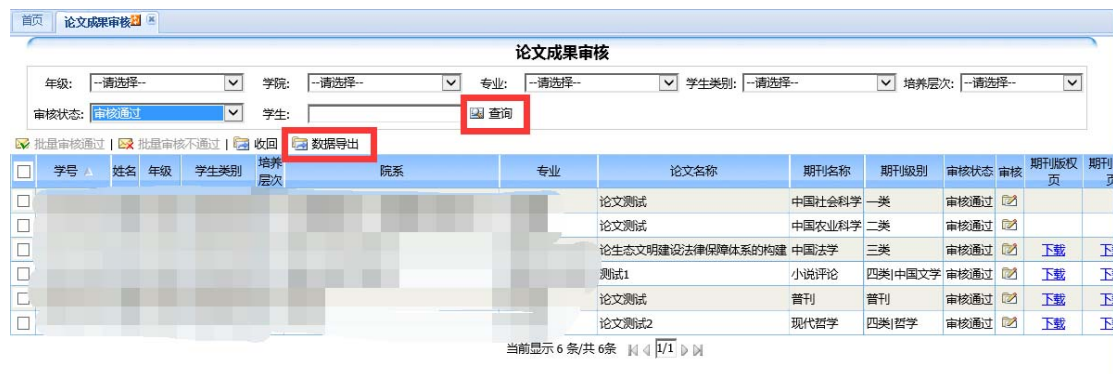 首页 论文成果审核
论文成果审核
年级: --请选择-- 学院: --请选择-- 专业: --请选择-- 学生类别: --请选择-- 培养层次: --请选择--
审核状态: 审核通过 学生: 查询
批量审核通过 | 批量审核不通过 | 收回 数据导出
学号 姓名 年级 学生类别 培养层次 院系 专业 论文名称 期刊名称 期刊级别 审核状态 审核 期刊版权页 期刊
论文测试 中国社会科学 一类 审核通过
论文测试 中国农业科学 二类 审核通过
论生态文明建设法律保障体系的构建 中国法学 三类 审核通过 下载
测试1 小说评论 四类|中国文学 审核通过 下载
论文测试 普刊 普刊 审核通过 下载
论文测试2 现代哲学 四类|哲学 审核通过 下载
当前显示 6 条/共 6条 1/1